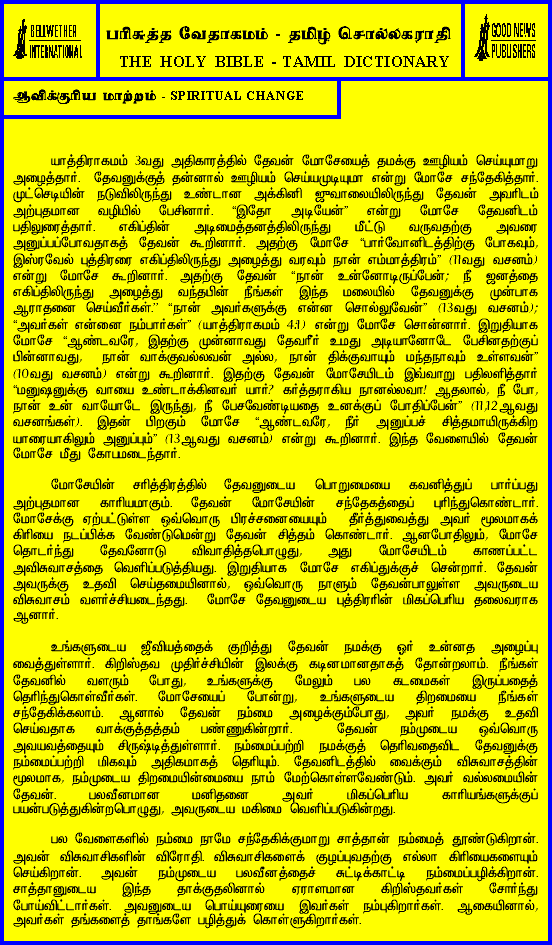 BELLWETHER
INTERNATIONAL
பரிசுத்த வேதாகமம் - தமிழ் சொல்லகராதி
THE HOLY BIBLE - TAMIL DICTIONARY
GOOD NEWS
PUBLISHERS
ஆவிக்குரிய மாற்றம் - SPIRITUAL CHANGE
யாத்திராகமம் 3வது அதிகாரத்தில் தேவன் மோசேயைத் தமக்கு ஊழியம் செய்யுமாறு
அழைத்தார். தேவனுக்குத் தன்னால் ஊழியம் செய்யமுடியுமா என்று மோசே சந்தேகித்தார்.
முட்செடியின் நடுவிலிருந்து உண்டான அக்கினி ஜுவாலையிலிருந்து தேவன் அவரிடம்
அற்புதமான வழியில் பேசினார். “இதோ அடியேன்” என்று மோசே தேவனிடம்
பதிலுரைத்தார். எகிப்தின் அடிமைத்தனத்திலிருந்து மீட்டு வருவதற்கு அவரை
அனுப்பப்போவதாகத் தேவன் கூறினார். அதற்கு மோசே “பார்வோனிடத்திற்கு போகவும்,
இஸ்ரவேல் புத்திரரை எகிப்திலிருந்து அழைத்து வரவும் நான் எம்மாத்திரம்” (11வது வசனம்)
என்று மோசே கூறினார். அதற்கு தேவன் “நான் உன்னோடிருப்பேன்; நீ ஜனத்தை
எகிப்திலிருந்து அழைத்து வந்தபின் நீங்கள் இந்த மலையில் தேவனுக்கு முன்பாக
ஆராதனை செய்வீர்கள்.” “நான் அவர்களுக்கு என்ன சொல்லுவேன்” (13வது வசனம்);
“அவர்கள் என்னை நம்பார்கள்” (யாத்திராகமம் 4:1) என்று மோசே சொன்னார். இறுதியாக
மோசே “ஆண்டவரே, இதற்கு முன்னாவது தேவரீர் உமது அடியானோடே பேசினதற்குப்
பின்னாவது, நான் வாக்குவல்லவன் அல்ல, நான் திக்குவாயும் மந்தநாவும் உள்ளவன்”
(10வது வசனம்) என்று கூறினார். இதற்கு தேவன் மோசேயிடம் இவ்வாறு பதிலளித்தார்
“மனுஷனுக்கு வாயை உண்டாக்கினவர் யார்? கர்த்தராகிய நானல்லவா! ஆதலால், நீ போ,
நான் உன் வாயோடே இருந்து, நீ பேசவேண்டியதை உனக்குப் போதிப்பேன்” (11,12ஆவது
வசனங்கள்). இதன் பிறகும் மோசே “ஆண்டவரே, நீர் அனுப்பச் சித்தமாயிருக்கிற
யாரையாகிலும் அனுப்பும்” (13ஆவது வசனம்) என்று கூறினார். இந்த வேளையில் தேவன்
மோசே மீது கோபமடைந்தார்.
மோசேயின் சரித்திரத்தில் தேவனுடைய பொறுமையை கவனித்துப் பார்ப்பது
அற்புதமான காரியமாகும். தேவன் மோசேயின் சந்தேகத்தைப் புரிந்துகொண்டார்.
மோசேக்கு ஏற்பட்டுள்ள ஒவ்வொரு பிரச்சனையையும் தீர்த்துவைத்து அவர் மூலமாகக்
கிரியை நடப்பிக்க வேண்டுமென்று தேவன் சித்தம் கொண்டார். ஆனபோதிலும், மோசே
தொடர்ந்து தேவனோடு விவாதித்தபொழுது, அது மோசேயிடம் காணப்பட்ட
அவிசுவாசத்தை வெளிப்படுத்தியது. இறுதியாக மோசே எகிப்துக்குச் சென்றார். தேவன்
அவருக்கு உதவி செய்தமையினால், ஒவ்வொரு நாளும் தேவன்பாலுள்ள அவருடைய
விசுவாசம் வளர்ச்சியடைந்தது. மோசே தேவனுடைய புத்திரரின் மிகப்பெரிய தலைவராக
ஆனார்.
உங்களுடைய ஜீவியத்தைக் குறித்து தேவன் நமக்கு ஓர் உன்னத அழைப்பு
வைத்துள்ளார். கிறிஸ்தவ முதிர்ச்சியின் இலக்கு கடினமானதாகத் தோன்றலாம். நீங்கள்
தேவனில் வளரும் போது, உங்களுக்கு மேலும் பல கடமைகள் இருப்பதைத்
தெரிந்துகொள்வீர்கள். மோசேயைப் போன்று, உங்களுடைய திறமையை நீங்கள்
சந்தேகிக்கலாம். ஆனால் தேவன் நம்மை அழைக்கும்போது, அவர் நமக்கு உதவி
செய்வதாக வாக்குத்தத்தம் பண்ணுகின்றார். தேவன் நம்முடைய ஒவ்வொரு
அவயவத்தையும் சிருஷ்டித்துள்ளார். நம்மைப்பற்றி நமக்குத் தெரிவதைவிட தேவனுக்கு
நம்மைப்பற்றி மிகவும் அதிகமாகத் தெரியும். தேவனிடத்தில் வைக்கும் விசுவாசத்தின்
மூலமாக, நம்முடைய திறமையின்மையை நாம் மேற்கொள்ளவேண்டும். அவர் வல்லமையின்
தேவன். பலவீனமான மனிதனை அவர் மிகப்பெரிய காரியங்களுக்குப்
பயன்படுத்துகின்றபொழுது, அவருடைய மகிமை வெளிப்படுகின்றது.
பல வேளைகளில் நம்மை நாமே சந்தேகிக்குமாறு சாத்தான் நம்மைத் தூண்டுகிறான்.
அவன் விசுவாசிகளின் விரோதி. விசுவாசிகளைக் குழப்புவதற்கு எல்லா கிரியைகளையும்
செய்கிறான். அவன் நம்முடைய பலவீனத்தைச் சுட்டிக்காட்டி நம்மைப்பழிக்கிறான்.
சாத்தானுடைய இந்த தாக்குதலினால் ஏராளமான கிறிஸ்தவர்கள் சோர்ந்து
போய்விட்டார்கள். அவனுடைய பொய்யுரையை இவர்கள் நம்புகிறார்கள். ஆகையினால்,
அவர்கள் தங்களைத் தாங்களே பழித்துக் கொள்ளுகிறார்கள்.